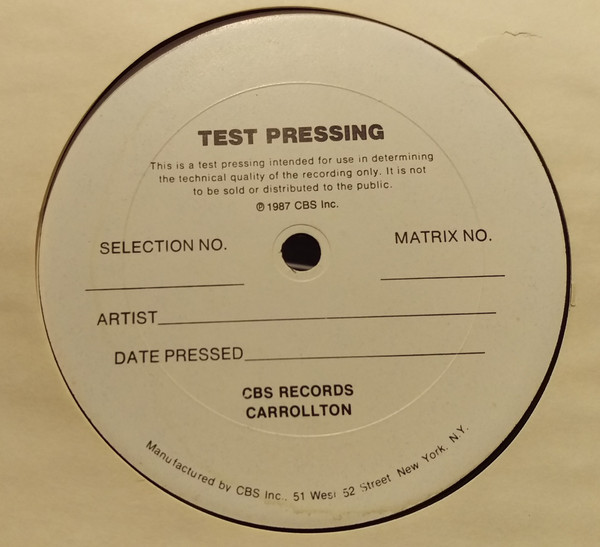 TEST PRESSING
This is a test pressing intended for use in determining
the technical quality of the recording only. It is not
to be sold or distributed to the public.
℗ 1987 CBS Inc.
SELECTION NO. MATRIX NO.
ARTIST
DATE PRESSED
CBS RECORDS
CARROLLTON
Manufactured by CBS Inc., 51 West 52 Street, New York, N.Y.